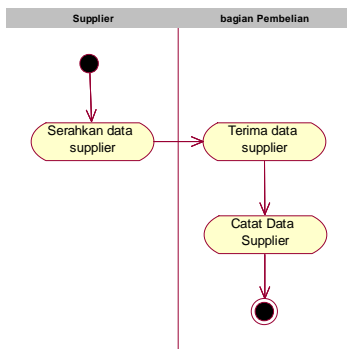 Supplier
bagian Pembelian
Serahkan data
supplier
Terima data
supplier
Catat Data
Supplier